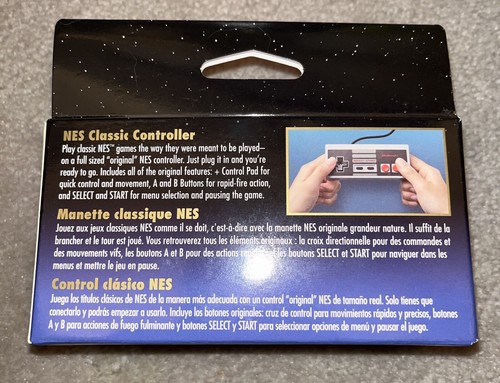 NES Classic Controller
Play classic NES™ games the way they were meant to be played–
on a full sized "original" NES controller. Just plug it in and you're
ready to go. Includes all of the original features: + Control Pad for
quick control and movement, A and B Buttons for rapid-fire action,
and SELECT and START for menu selection and pausing the game.
Manette classique NES
Jouez aux jeux classiques NES comme il se doit, c'est-à-dire avec la manette NES originale grandeur nature. Il suffit de la
brancher et le tour est joué. Vous retrouverez tous les éléments originaux : la croix directionnelle pour des commandes et
des mouvements vifs, les boutons A et B pour des actions rapides et les boutons SELECT et START pour naviguer dans les
menus et mettre le jeu en pause.
Control clásico NES
Juega los títulos clásicos de NES de la manera más adecuada con un control "original" NES de tamaño real. Solo tienes que
conectarlo y podrás empezar a usarlo. Incluye los botones originales: cruz de control para movimientos rápidos y precisos, botones
A y B para acciones de fuego fulminante y botones SELECT y START para seleccionar opciones de menú y pausar el juego.